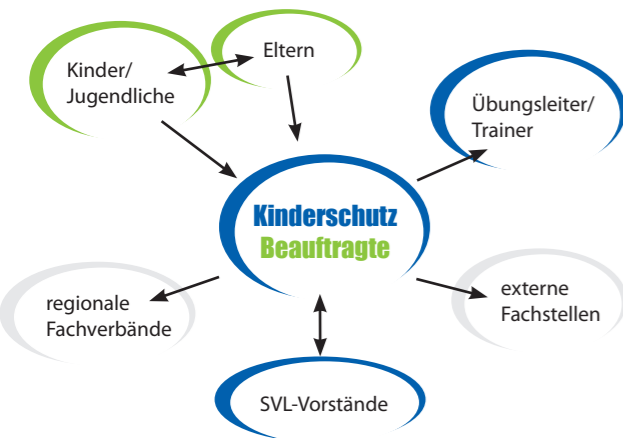 Eltern
Kinder/
Jugendliche
Übungsleiter/
Trainer
Kinderschutz
Beauftragte
regionale
Fachverbände
externe
Fachstellen
SVL-Vorstände